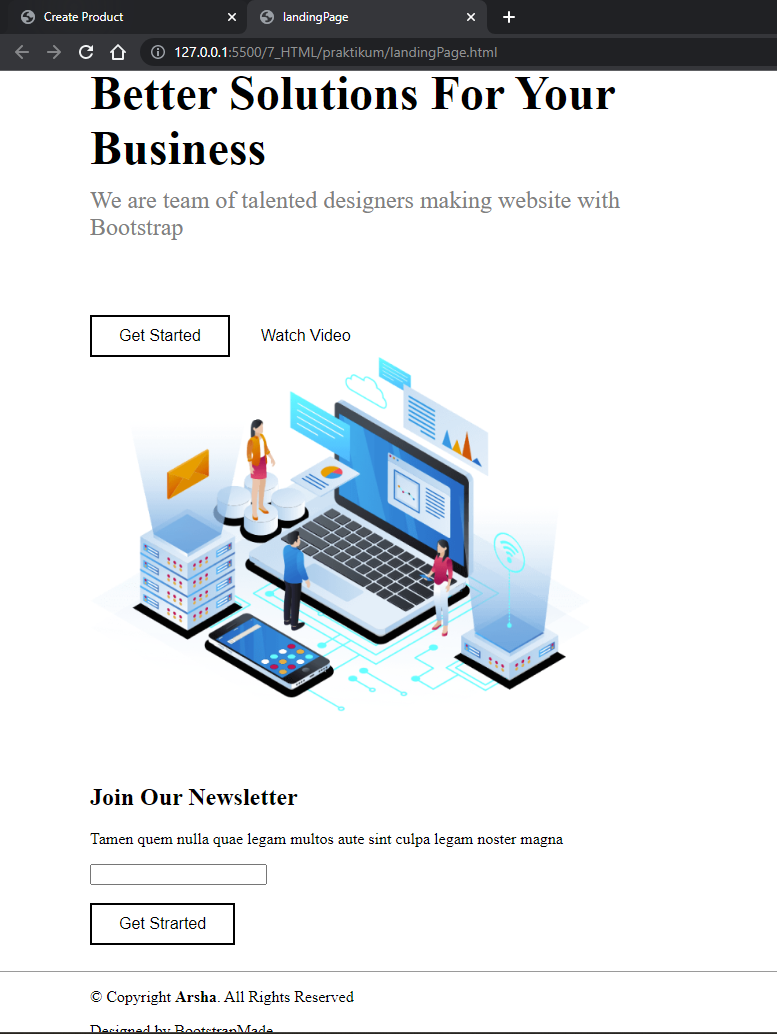 Create Product
landingPage
127.0.0.1:5500/7_HTML/praktikum/landingPage.html
Better Solutions For Your
Business
We are team of talented designers making website with
Bootstrap
Get Started
Watch Video
Join Our Newsletter
Tamen quem nulla quae legam multos aute sint culpa legam noster magna
Get Strarted
© Copyright Arsha. All Rights Reserved
Designed by BootstrapMade